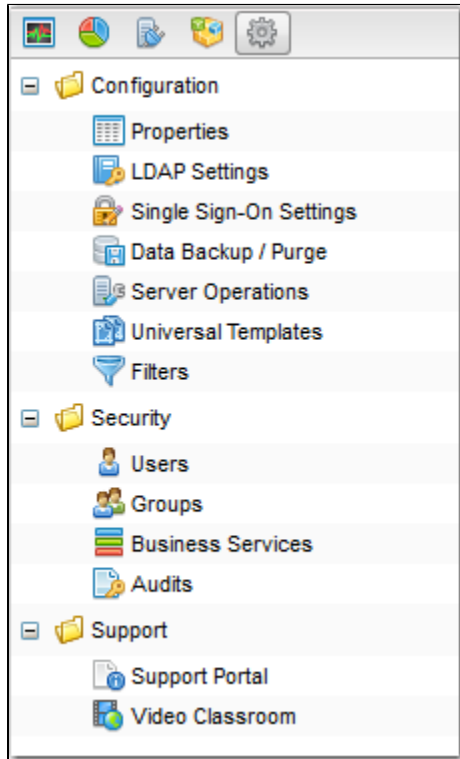 Configuration
Properties
LDAP Settings
Single Sign-On Settings
Data Backup / Purge
Server Operations
Universal Templates
Filters
Security
Users
Groups
Business Services
Audits
Support
Support Portal
Video Classroom